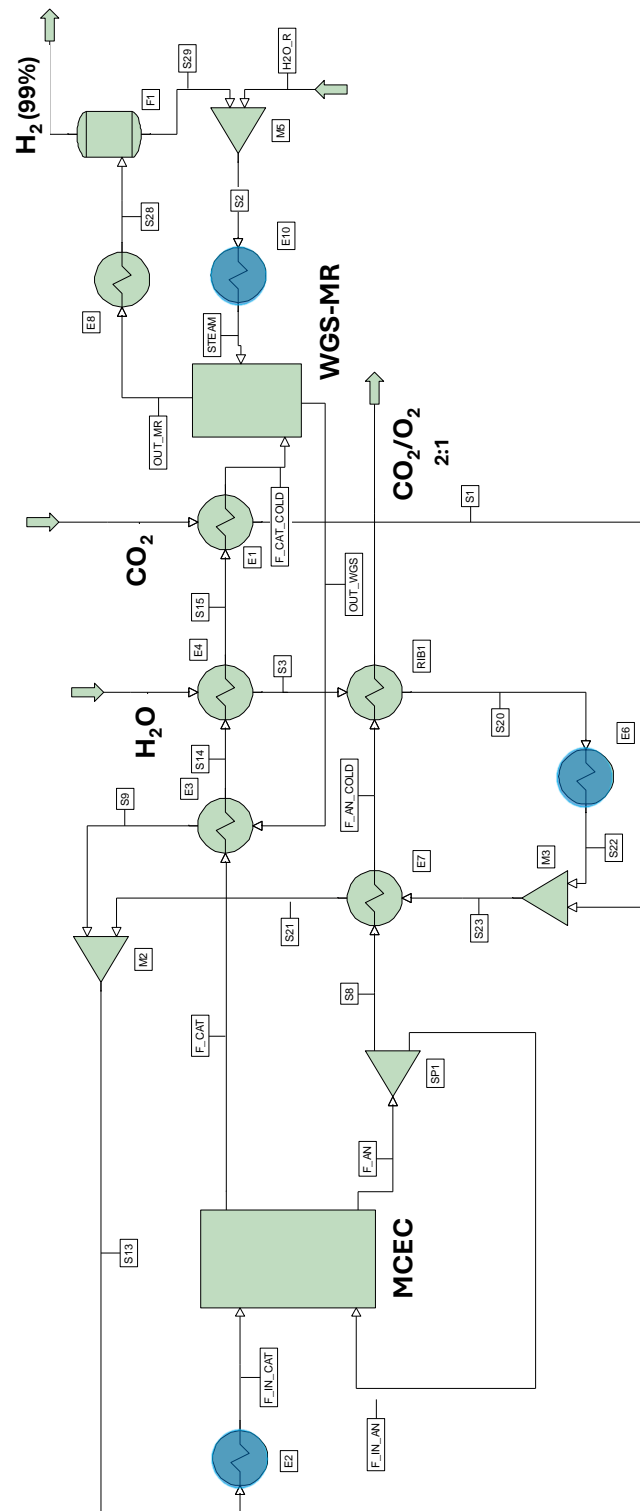 S13
M2
S9
H₂O
CO₂
H₂ (99%)
S29
H2O_R
F1
M5
S28
S2
E10
E8
OUT_MR
STEAM
WGS-MR
F_CAT_COLD
E1
S15
E4
S14
E3
OUT_WGS
S3
F_CAT
F_IN_CAT
E2
MCEC
F_IN_AN
F_AN
SP1
S8
S21
E7
F_AN_COLD
RIB1
CO₂/O₂
2:1
S1
S23
M3
S22
E6
S20